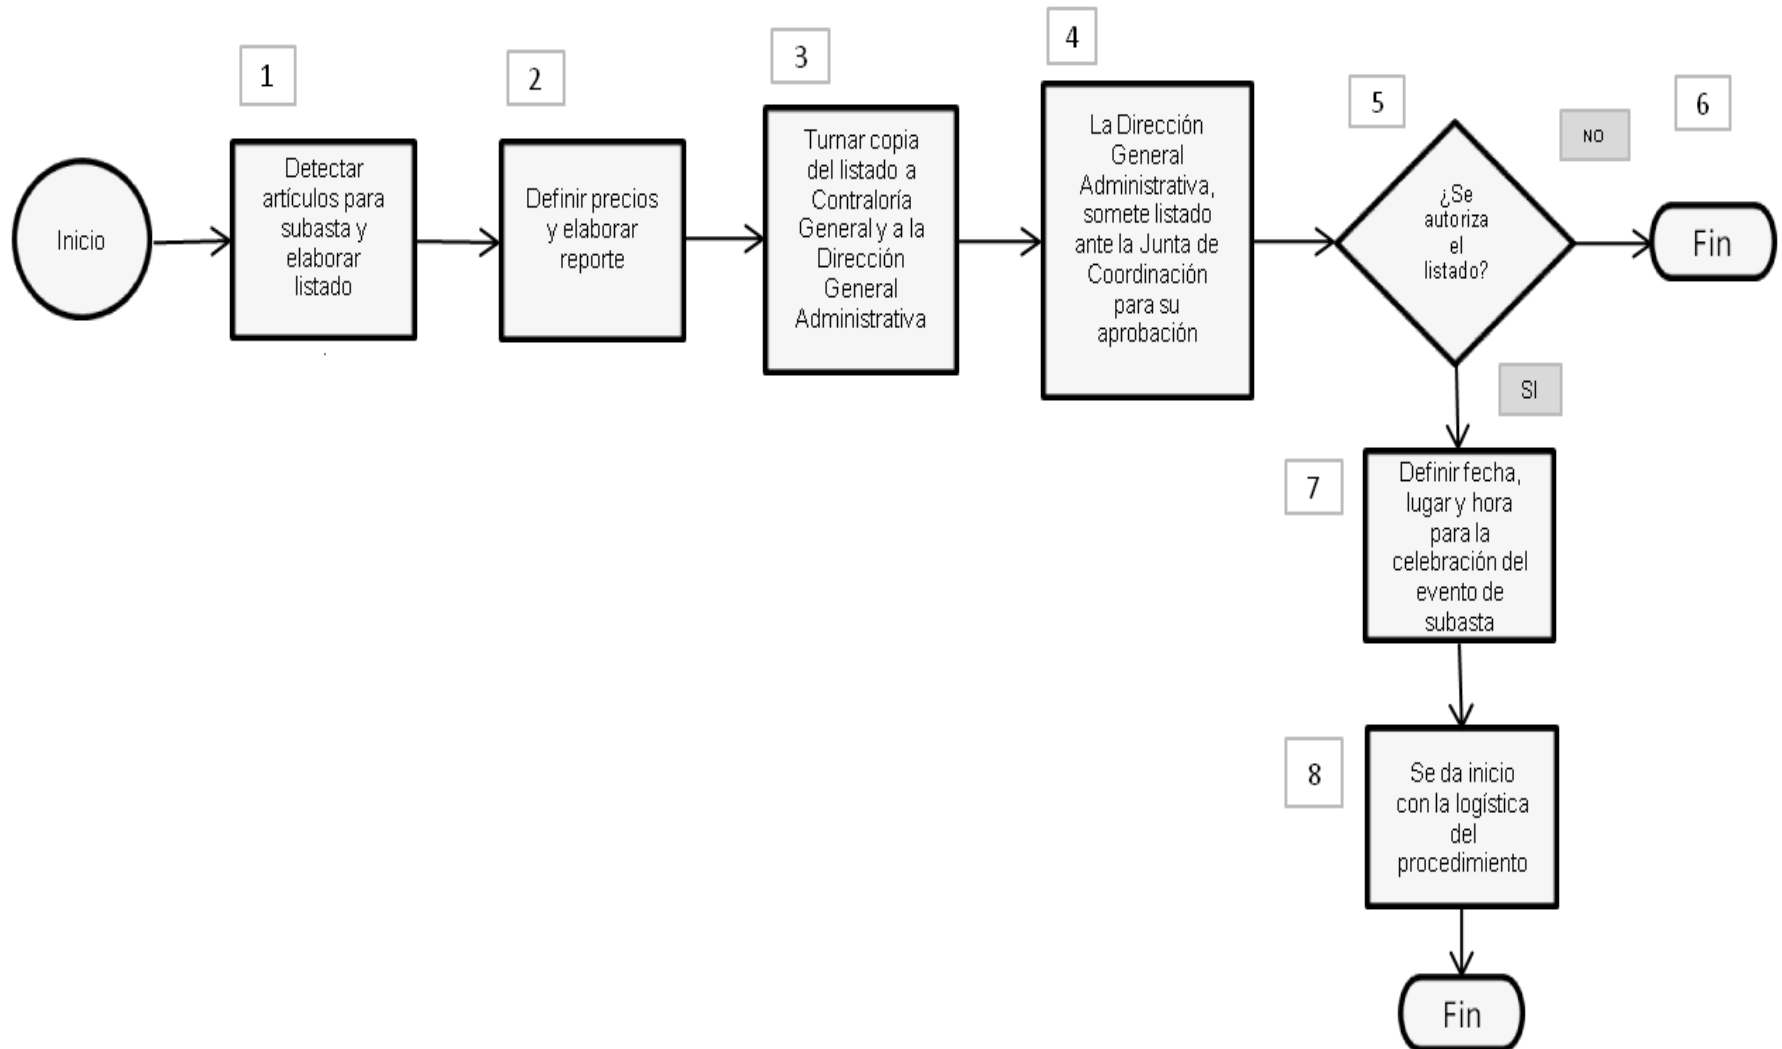 Inicio
1
Detectar
artículos para
subasta y
elaborar
listado
2
Definir precios
y elaborar
reporte
3
Turnar copia
del listado a
Contraloría
General y a la
Dirección
General
Administrativa
4
La Dirección
General
Administrativa,
somete listado
ante la Junta de
Coordinación
para su
aprobación
5
¿Se
autoriza
el
listado?
NO
6
Fin
SI
7
Definir fecha,
lugar y hora
para la
celebración del
evento de
subasta
8
Se da inicio
con la logística
del
procedimiento
Fin